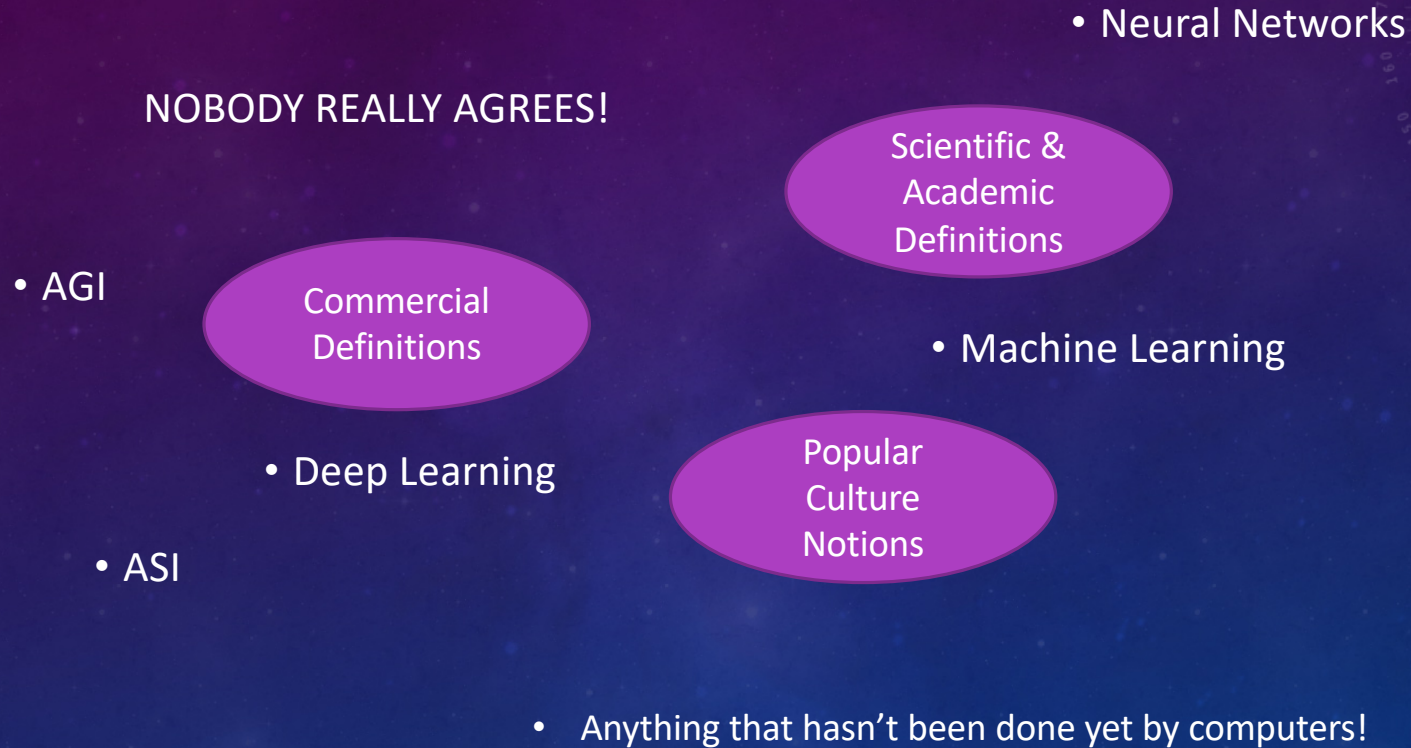 • Neural Networks
NOBODY REALLY AGREES!
Scientific &
Academic
Definitions
• AGI
Commercial
Definitions
• Machine Learning
• Deep Learning
Popular
Culture
Notions
• ASI
• Anything that hasn’t been done yet by computers!